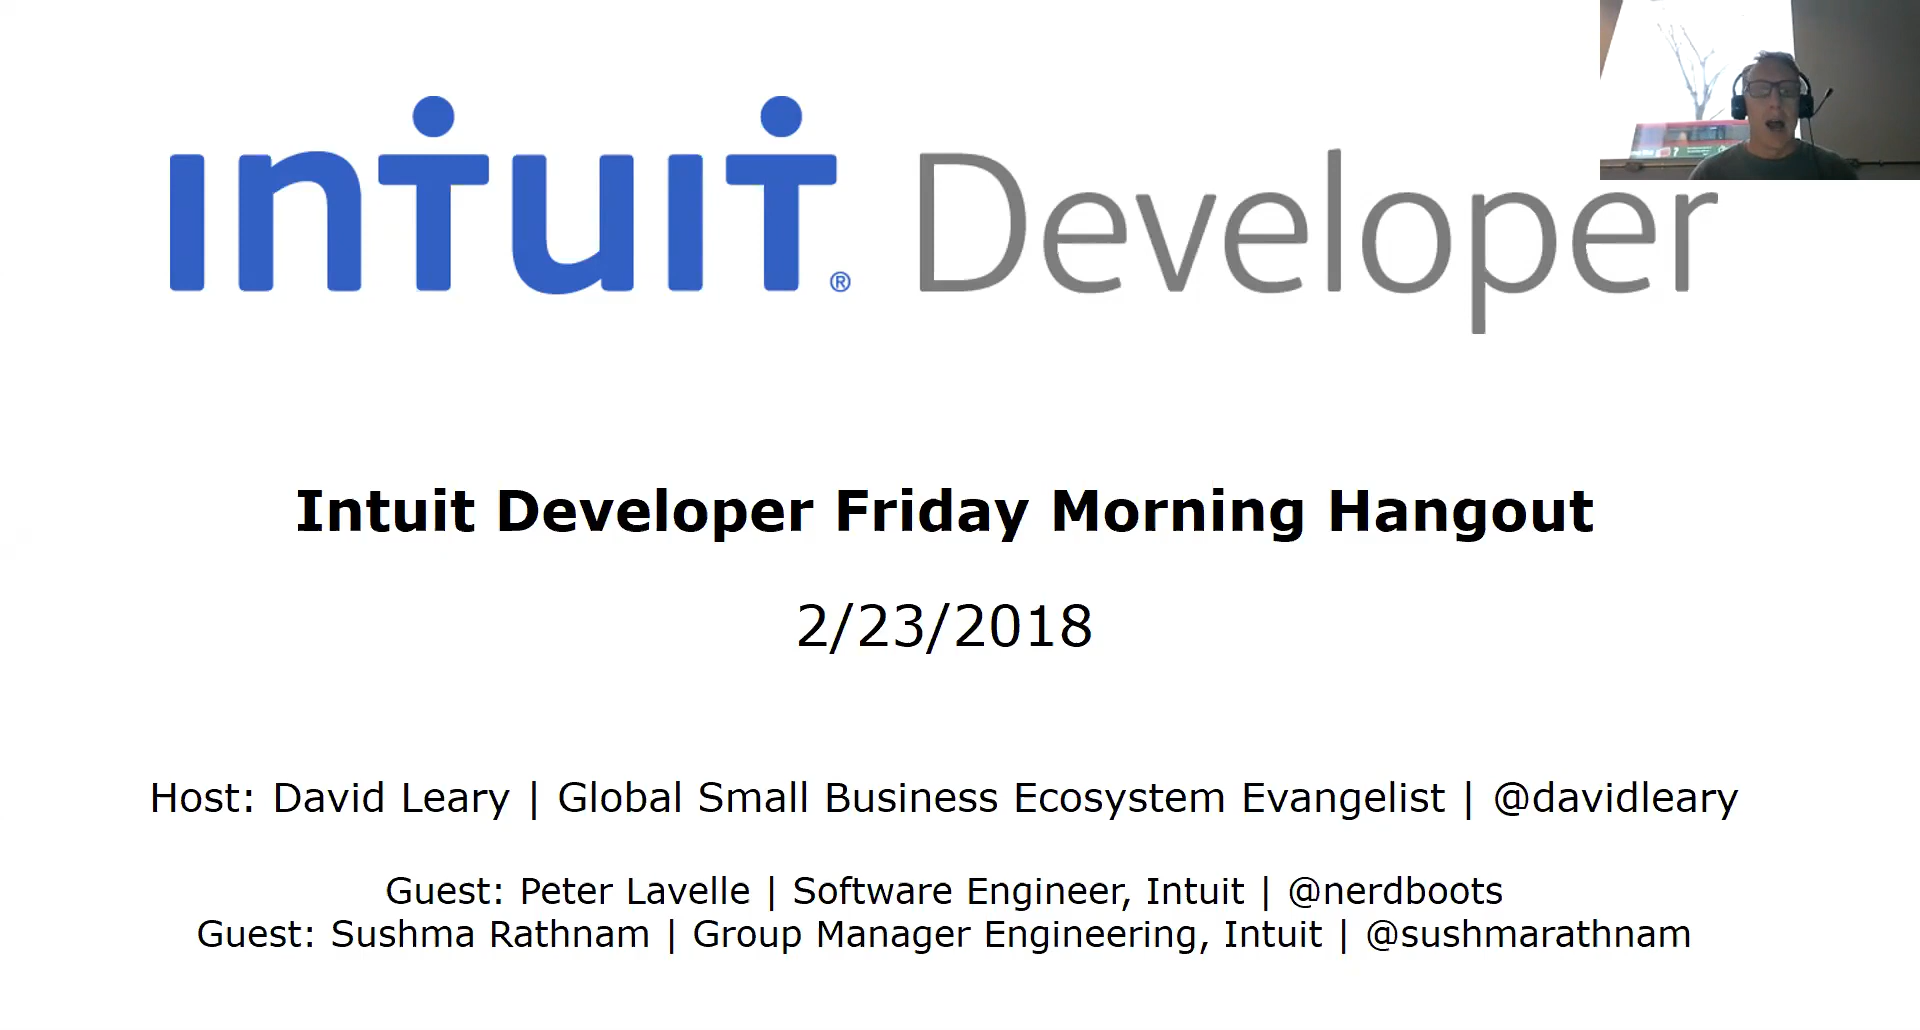 intuit® Developer
Intuit Developer Friday Morning Hangout
2/23/2018
Host: David Leary | Global Small Business Ecosystem Evangelist | @davidleary
Guest: Peter Lavelle | Software Engineer, Intuit | @nerdboots
Guest: Sushma Rathnam | Group Manager Engineering, Intuit | @sushmarathnam